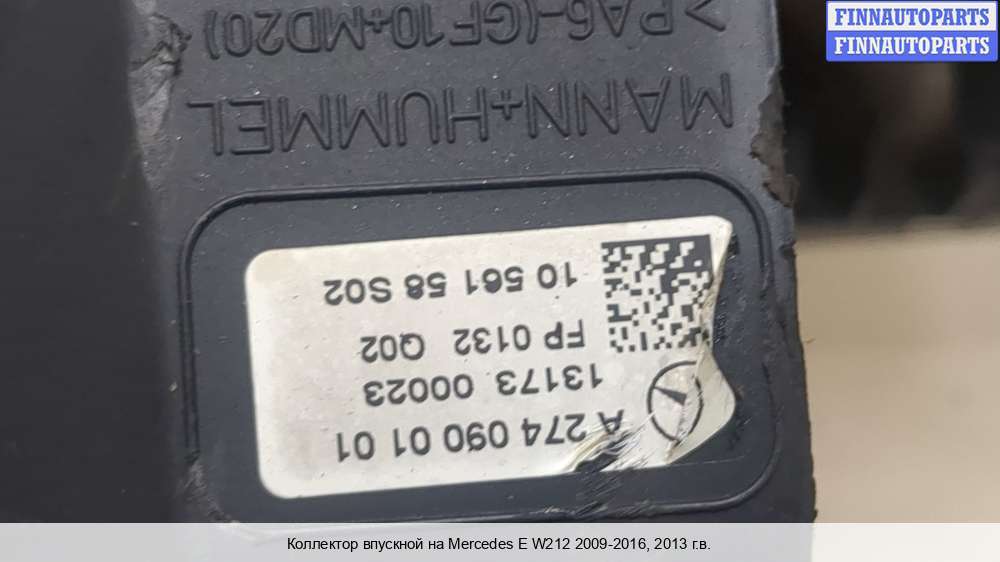 FINNAUTOPARTS
FINNAUTOPARTS
A 274 090 01 01
13173 00023
FP 0132 Q02
10 561 58 S02
MANN+HUMMEL
>PA6-(GF10+MD20)
Коллектор впускной на Mercedes E W212 2009-2016, 2013 г.в.